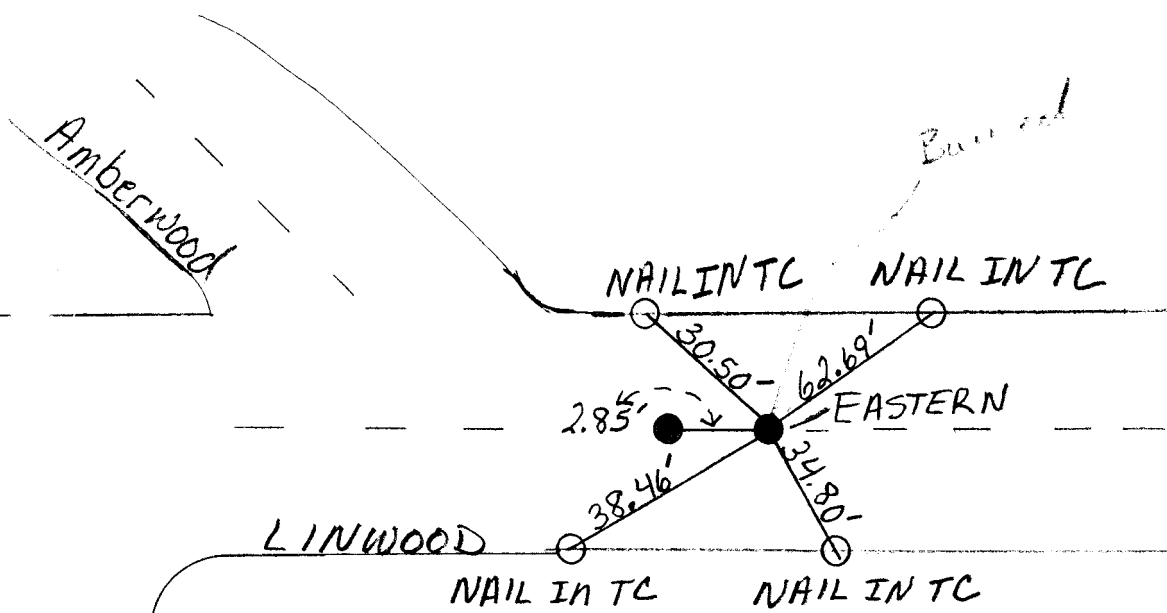 Amberwood
NAIL IN TC
NAIL IN TC
30.50-
62.69'
2.85'
EASTERN
38.46'
34.80-
LINWOOD
NAIL In TC
NAIL IN TC